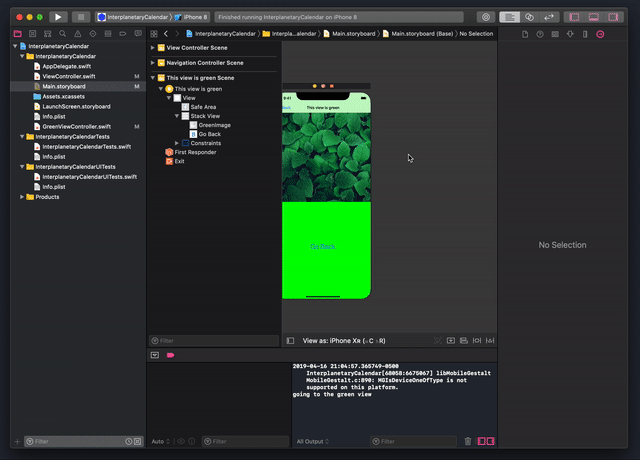 InterplanetaryCalendar
iPhone 8
Finished running InterplanetaryCalendar on iPhone 8
InterplanetaryCalendar
Interpla...alendar
Main.storyboard
Main.storyboard (Base)
No Selection
InterplanetaryCalendar
InterplanetaryCalendar
AppDelegate.swift
ViewController.swift M
Main.storyboard M
Assets.xcassets
LaunchScreen.storyboard
Info.plist
GreenViewController.swift M
InterplanetaryCalendarTests
InterplanetaryCalendarTests.swift
Info.plist
InterplanetaryCalendarUITests
InterplanetaryCalendarUITests.swift
Info.plist
Products
View Controller Scene
Navigation Controller Scene
This view is green Scene
This view is green
View
Safe Area
Stack View
GreenImage
B Go Back
Constraints
First Responder
Exit
9:41
Back
This view is green
Go Back
No Selection
Filter
View as: iPhone XR (wC hR)
2019-04-16 21:04:57.365749-0500
InterplanetaryCalendar[68058:6675067] libMobileGestalt
MobileGestalt.c:890: MGIsDeviceOneOfType is not
supported on this platform.
going to the green view
Filter
Auto
Filter
All Output
Filter